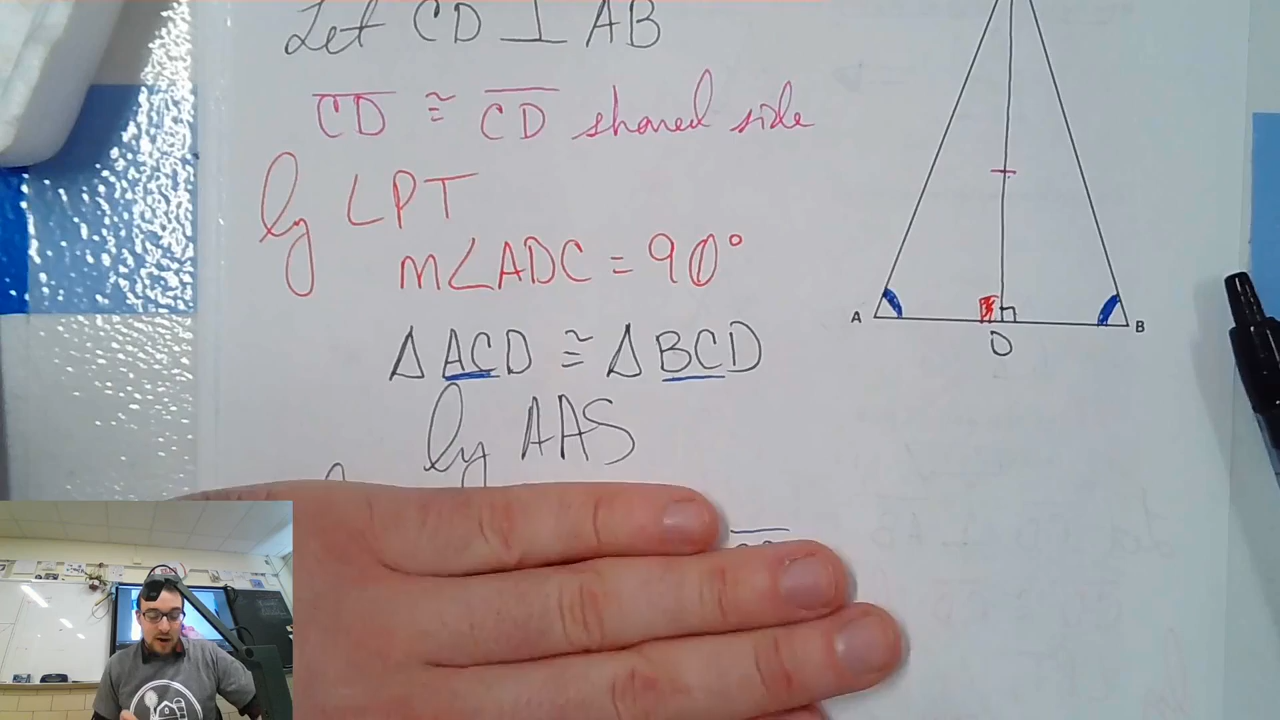 Let CD ⊥ AB
CD ≅ CD shared side
by LPT
m∠ADC = 90°
△ACD ≅ △BCD
by AAS
A
D
B